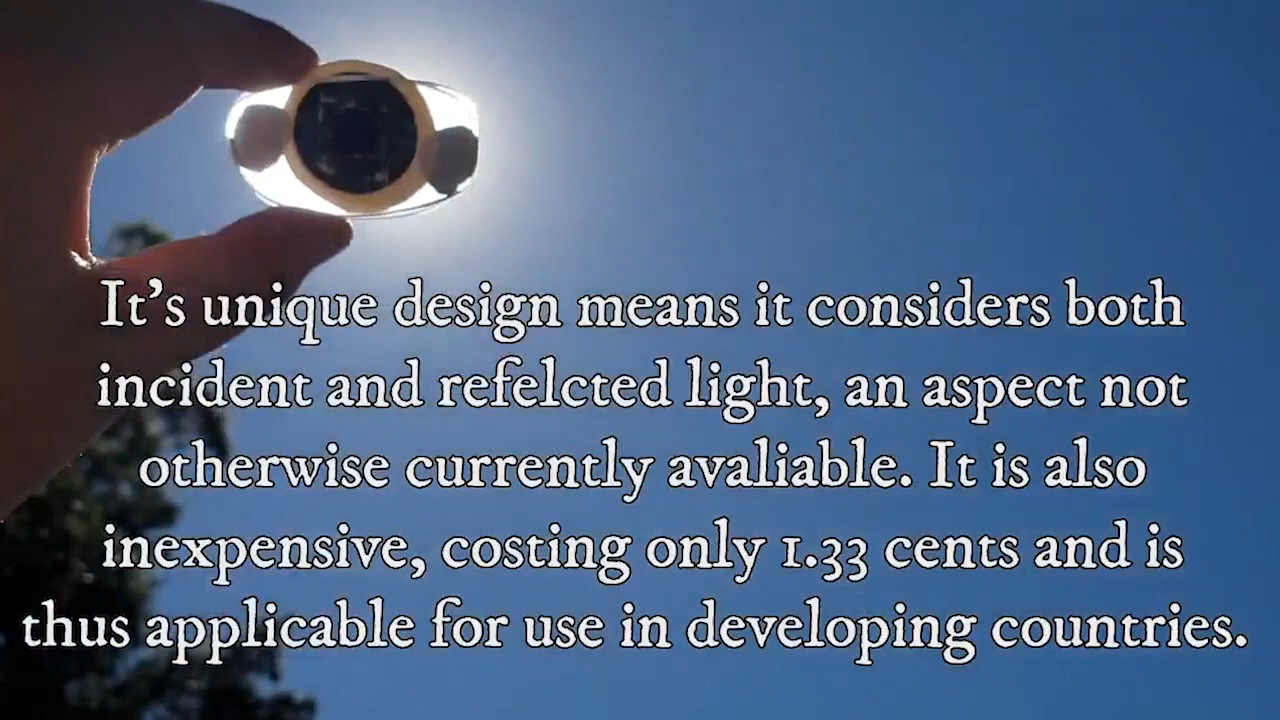 It's unique design means it considers both
incident and refelcted light, an aspect not
otherwise currently avaliable. It is also
inexpensive, costing only 1.33 cents and is
thus applicable for use in developing countries.